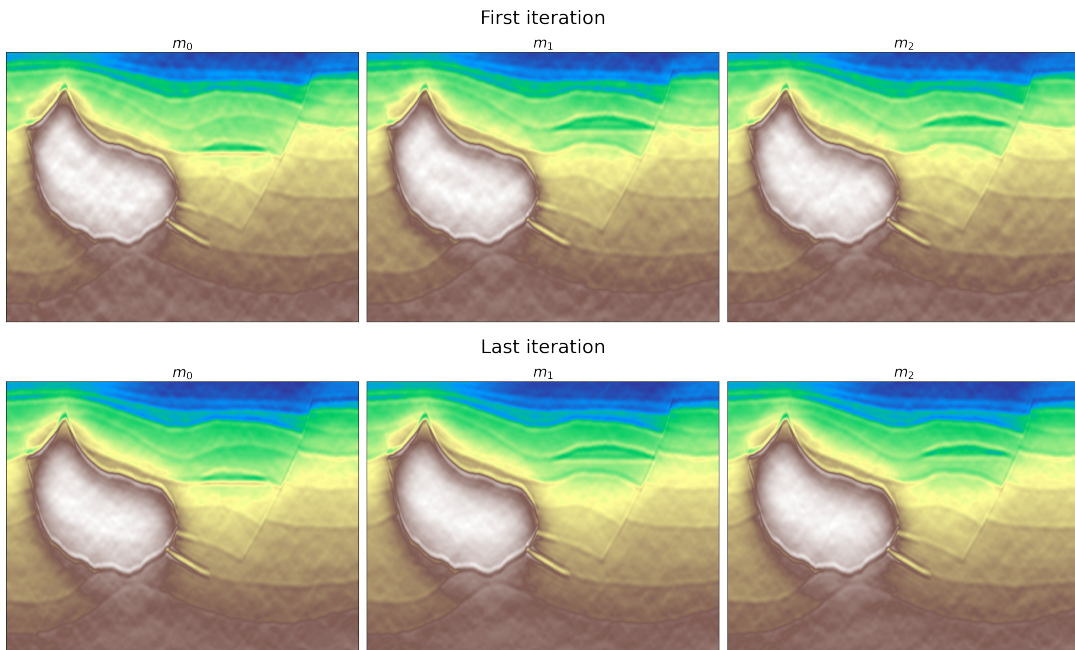 First iteration
m₀ m₁ m₂
Last iteration
m₀ m₁ m₂